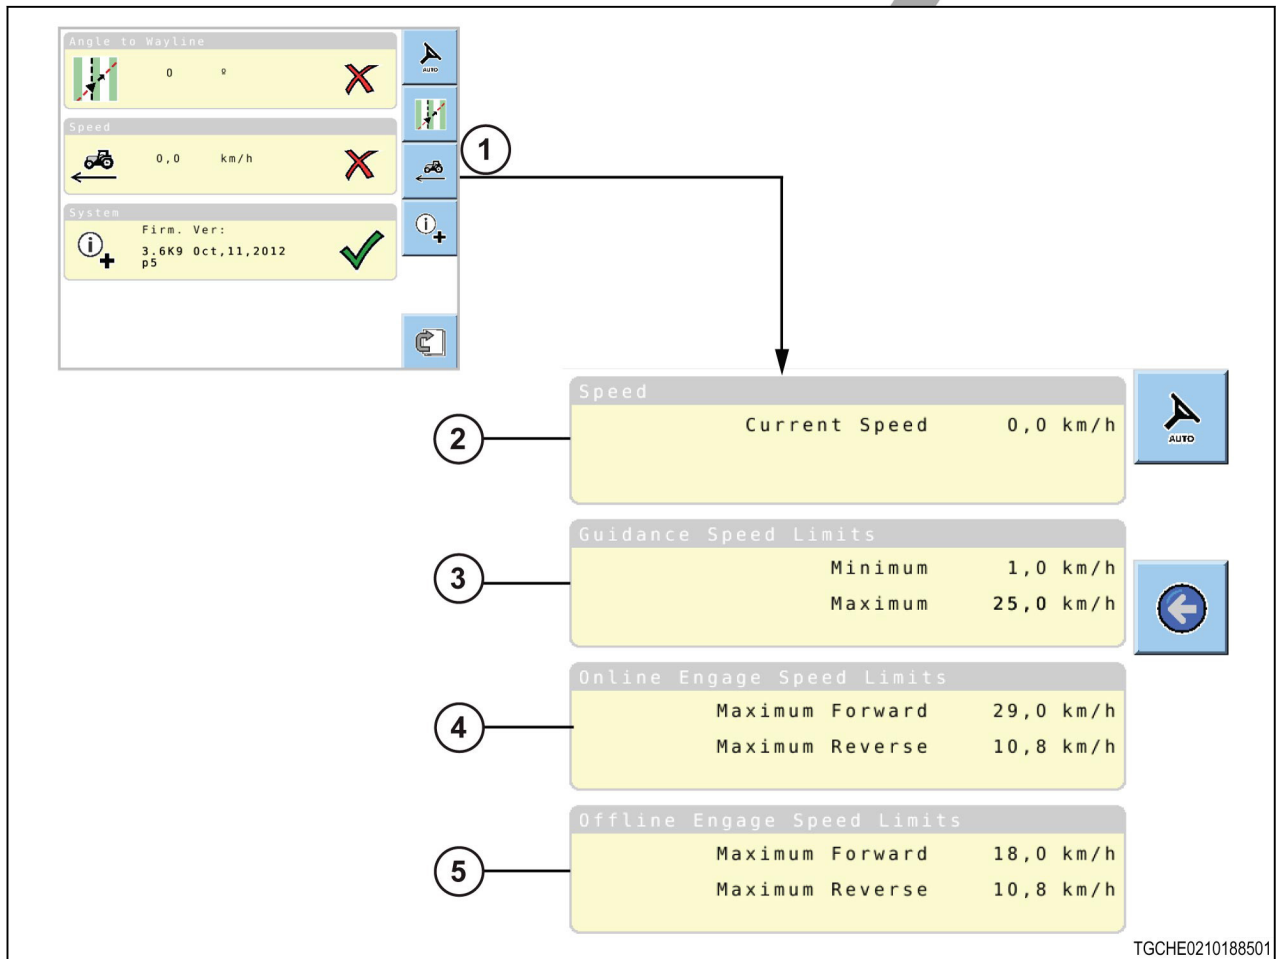 Angle to Wayline
0 º
AUTO
Speed
0,0 km/h
1
System
Firm. Ver:
3.6K9 Oct,11,2012
p5
Speed
2
Current Speed 0,0 km/h
AUTO
Guidance Speed Limits
3
Minimum 1,0 km/h
Maximum 25,0 km/h
Online Engage Speed Limits
4
Maximum Forward 29,0 km/h
Maximum Reverse 10,8 km/h
Offline Engage Speed Limits
5
Maximum Forward 18,0 km/h
Maximum Reverse 10,8 km/h
TGCHE0210188501